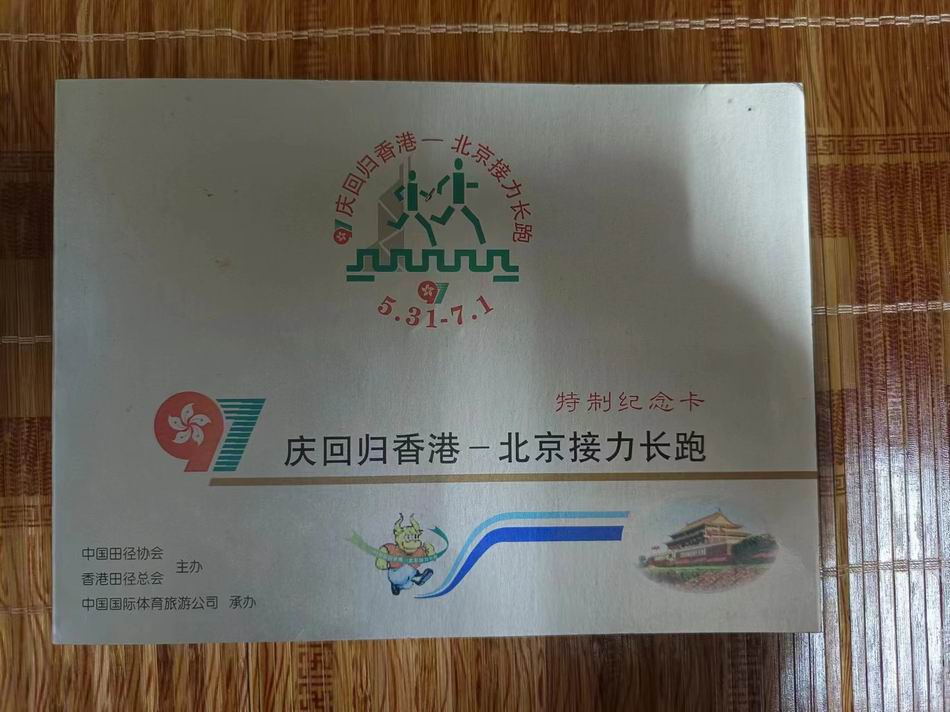 97庆回归香港－北京接力长跑
97
5.31-7.1
特制纪念卡
97
庆回归香港－北京接力长跑
中国田径协会
香港田径总会 主办
中国国际体育旅游公司 承办